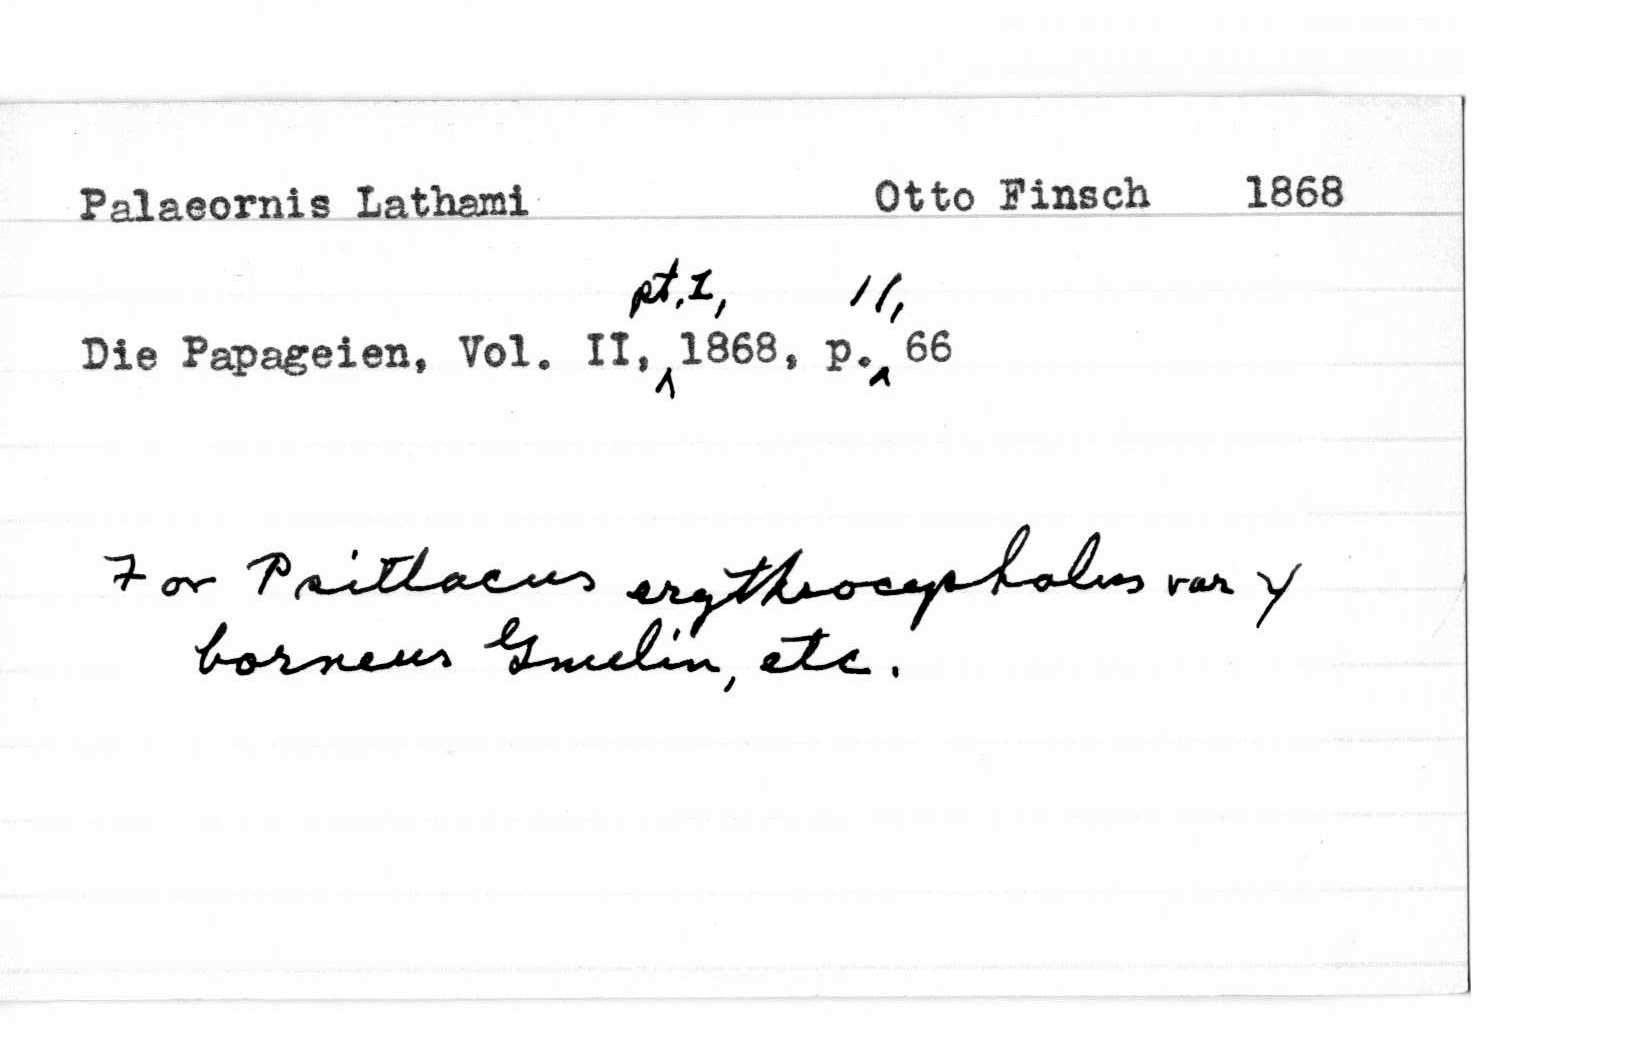 Palaeornis Lathami Otto Finsch 1868
Die Papageien, Vol. II, pt. I, 1868, p. 11, 66
For Psittacus erythrocephalus var γ
borneus Gmelin, etc.